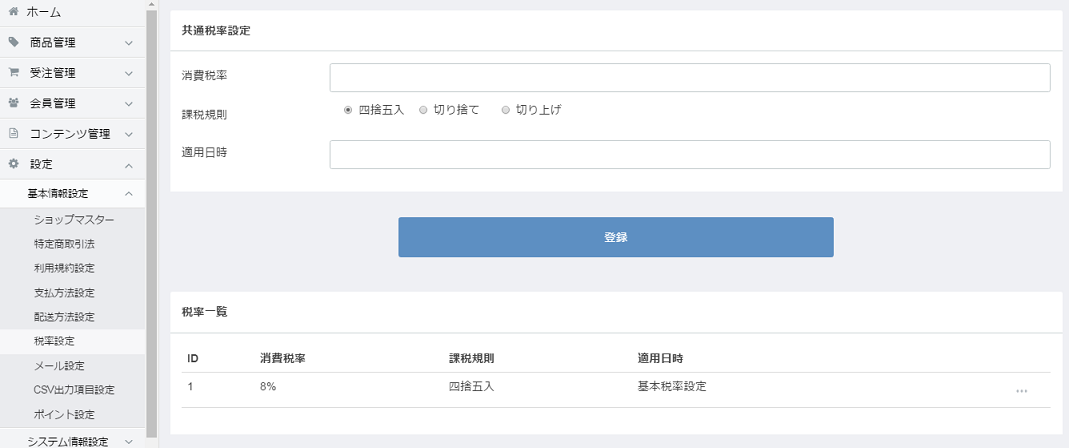 ホーム
商品管理
受注管理
会員管理
コンテンツ管理
設定
基本情報設定
ショップマスター
特定商取引法
利用規約設定
支払方法設定
配送方法設定
税率設定
メール設定
CSV出力項目設定
ポイント設定
システム情報設定
共通税率設定
消費税率
課税規則 四捨五入 切り捨て 切り上げ
適用日時
登録
税率一覧
ID 消費税率 課税規則 適用日時
1 8% 四捨五入 基本税率設定 ...